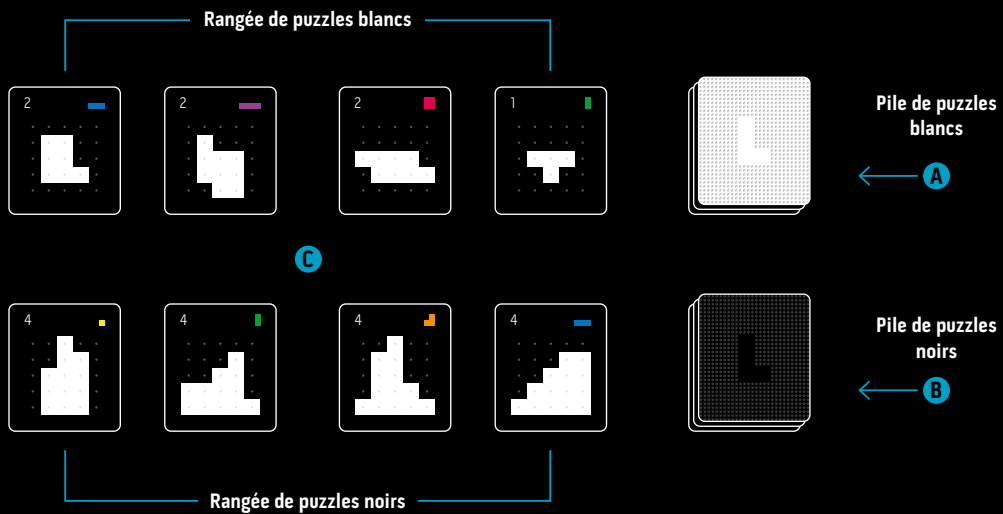 Rangée de puzzles blancs
2
2
2
1
Pile de puzzles
blancs
A
C
4
4
4
4
Pile de puzzles
noirs
B
Rangée de puzzles noirs